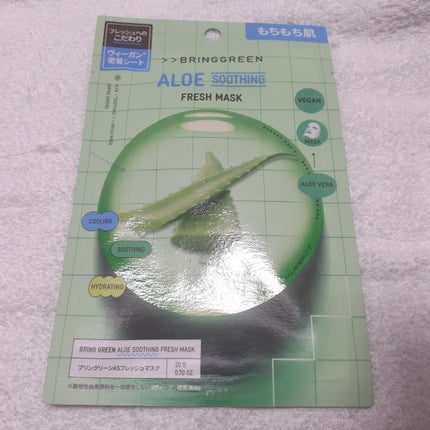 フレッシュへの
こだわり
ヴィーガン*
密着シート
もちもち肌
>>BRINGGREEN
ALOE SOOTHING
FRESH MASK
VEGAN
MASK
ALOE VERA
COOLING
SOOTHING
HYDRATING
BRING GREEN ALOE SOOTHING FRESH MASK
ブリングリーンASフレッシュマスク
20 G
0.70 OZ